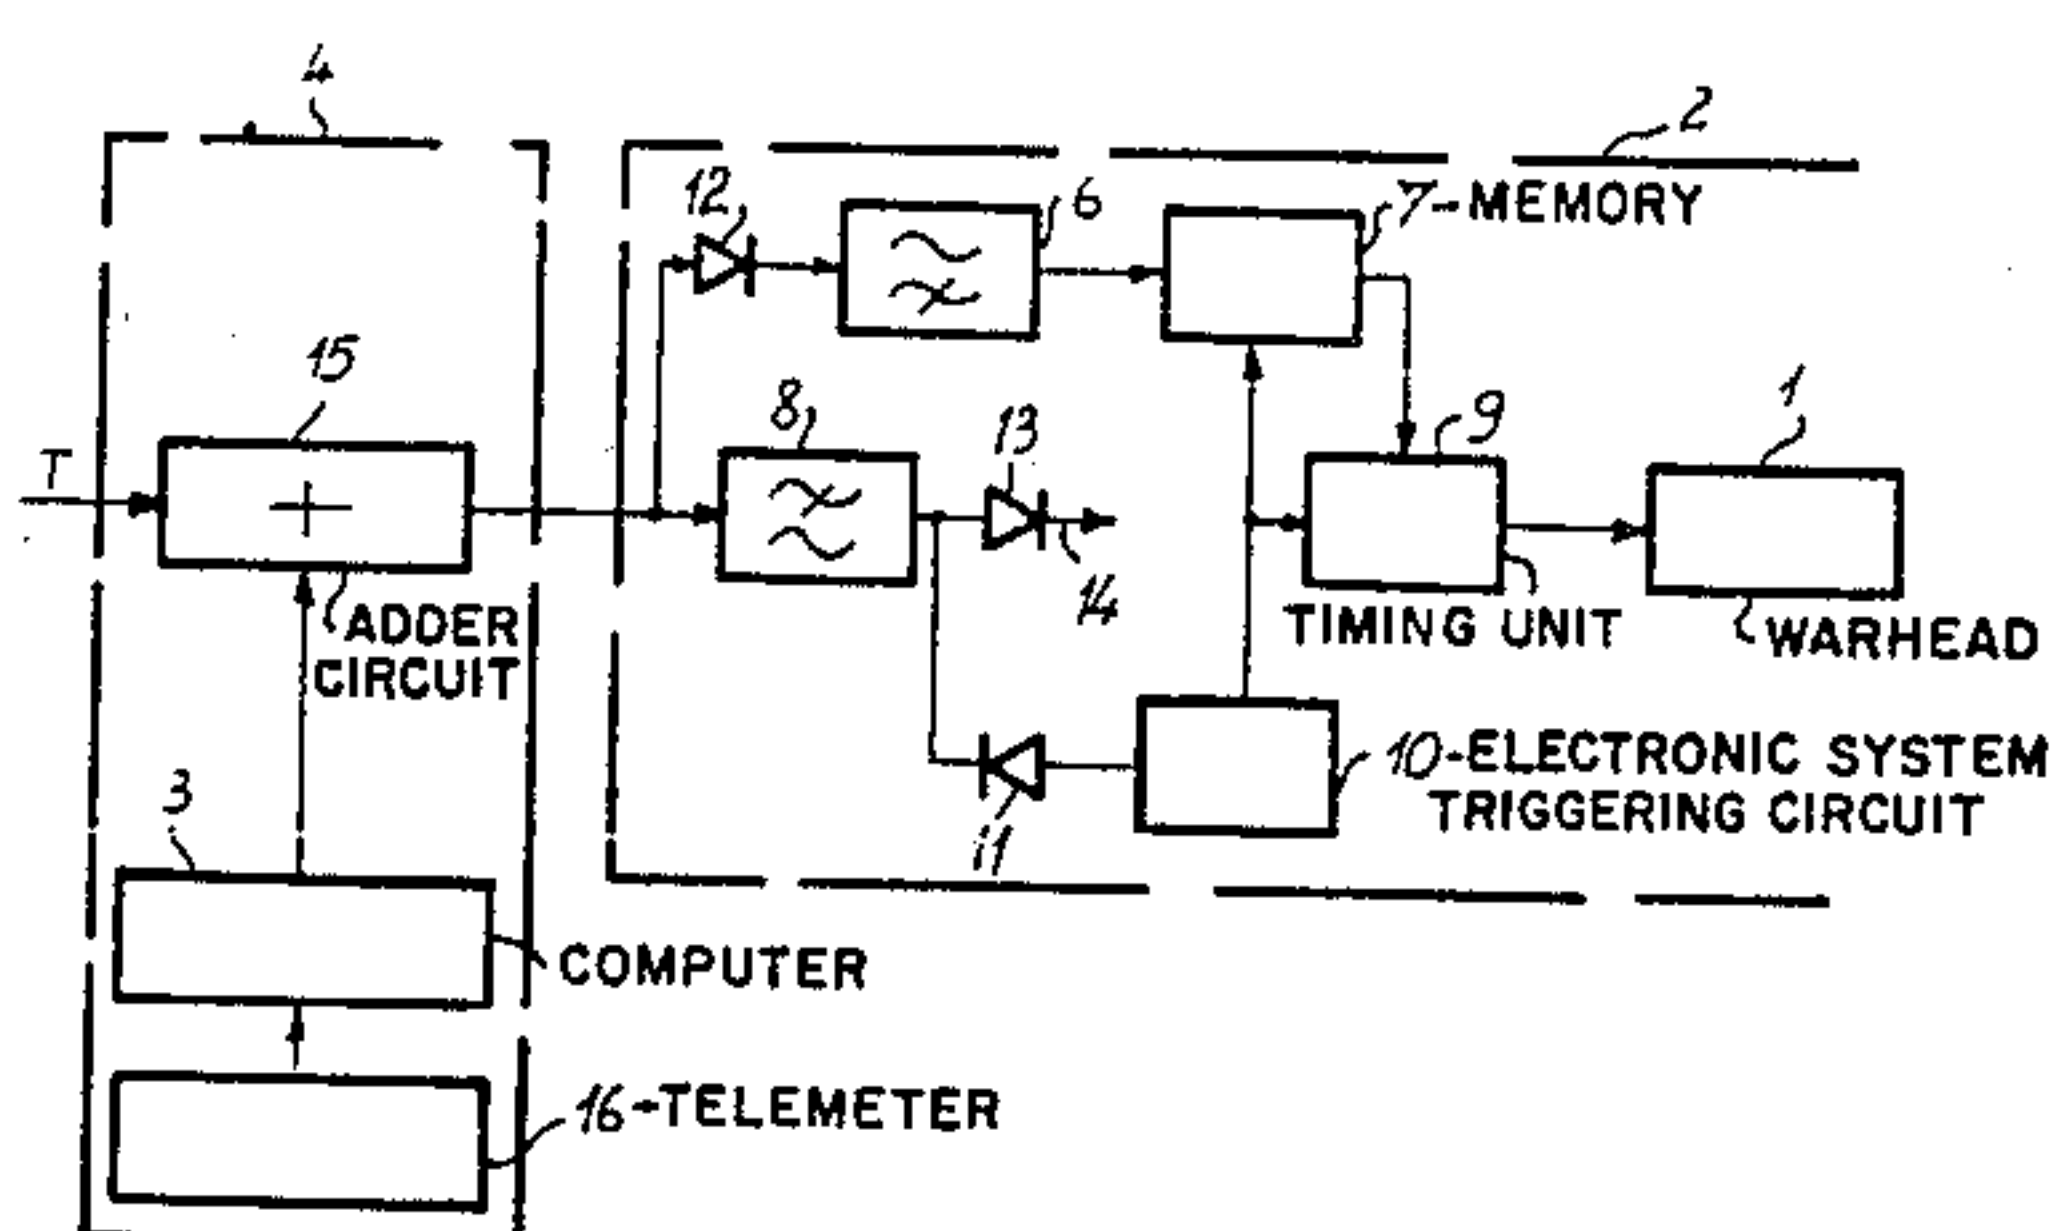 4
2
12
6
7-MEMORY
15
8
13
9
1
T
+
14
ADDER
CIRCUIT
TIMING UNIT
WARHEAD
3
11
10-ELECTRONIC SYSTEM
TRIGGERING CIRCUIT
COMPUTER
16-TELEMETER